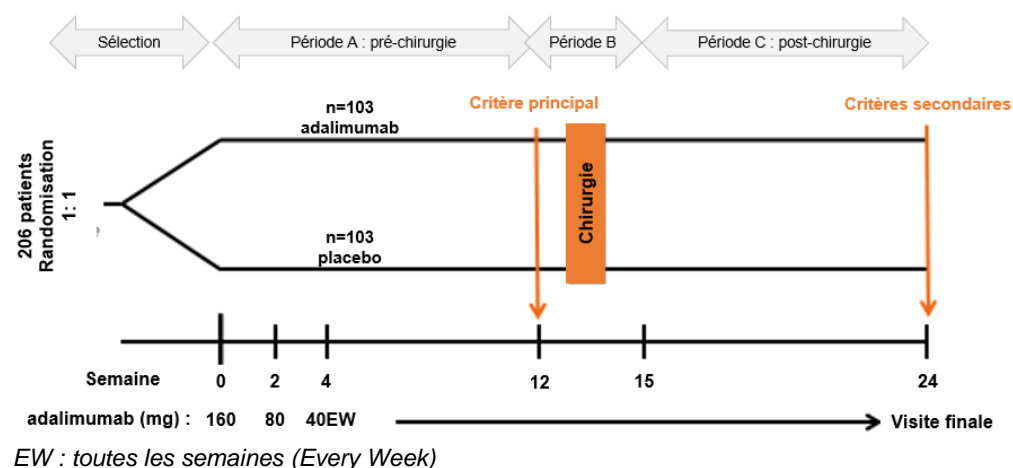 Sélection
Période A : pré-chirurgie
Période B
Période C : post-chirurgie
Critère principal
Critères secondaires
n=103
adalimumab
206 patients
Randomisation
1: 1
Chirurgie
n=103
placebo
Semaine 0 2 4 12 15 24
adalimumab (mg) : 160 80 40EW Visite finale
EW : toutes les semaines (Every Week)